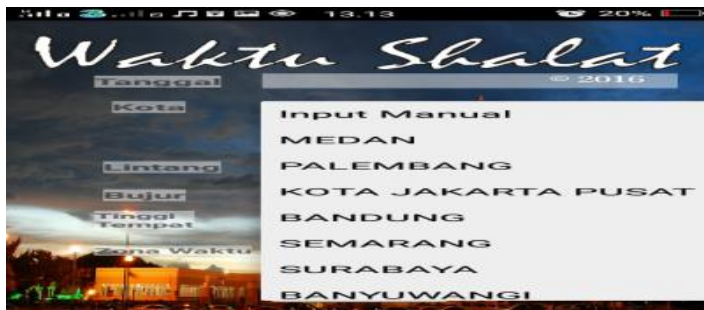 13.13 20%
Waktu Shalat
Tanggal
© 2016
Kota
Input Manual
MEDAN
PALEMBANG
Lintang
KOTA JAKARTA PUSAT
Bujur
BANDUNG
Tinggi
Tempat
SEMARANG
Zona Waktu
SURABAYA
BANYUWANGI